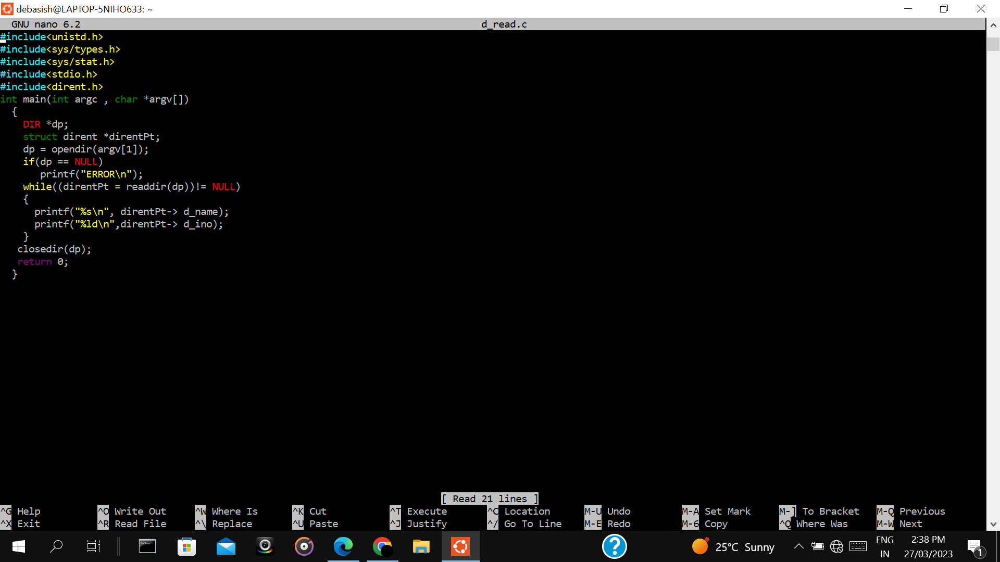 debasish@LAPTOP-5NIHO633: ~
GNU nano 6.2 d_read.c
#include<unistd.h>
#include<sys/types.h>
#include<sys/stat.h>
#include<stdio.h>
#include<dirent.h>
int main(int argc , char *argv[])
  {
    DIR *dp;
    struct dirent *direntPt;
    dp = opendir(argv[1]);
    if(dp == NULL)
       printf("ERROR\n");
    while((direntPt = readdir(dp))!= NULL)
    {
      printf("%s\n", direntPt-> d_name);
      printf("%ld\n",direntPt-> d_ino);
    }
   closedir(dp);
   return 0;
  }
[ Read 21 lines ]
^G Help ^O Write Out ^W Where Is ^K Cut ^T Execute ^C Location M-U Undo M-A Set Mark M-] To Bracket M-Q Previous
^X Exit ^R Read File ^\ Replace ^U Paste ^J Justify ^/ Go To Line M-E Redo M-6 Copy ^Q Where Was M-W Next
25°C Sunny
ENG
IN
2:38 PM
27/03/2023
1